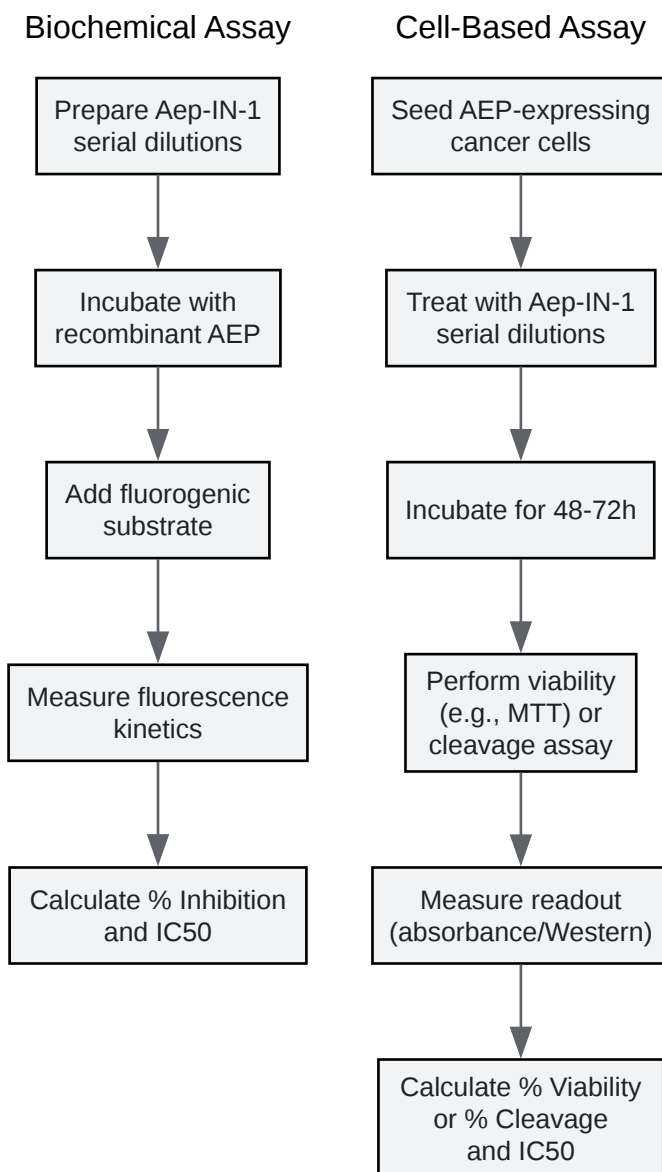 Biochemical Assay
Prepare Aep-IN-1
serial dilutions
Incubate with
recombinant AEP
Add fluorogenic
substrate
Measure fluorescence
kinetics
Calculate % Inhibition
and IC50
Cell-Based Assay
Seed AEP-expressing
cancer cells
Treat with Aep-IN-1
serial dilutions
Incubate for 48-72h
Perform viability
(e.g., MTT) or
cleavage assay
Measure readout
(absorbance/Western)
Calculate % Viability
or % Cleavage
and IC50